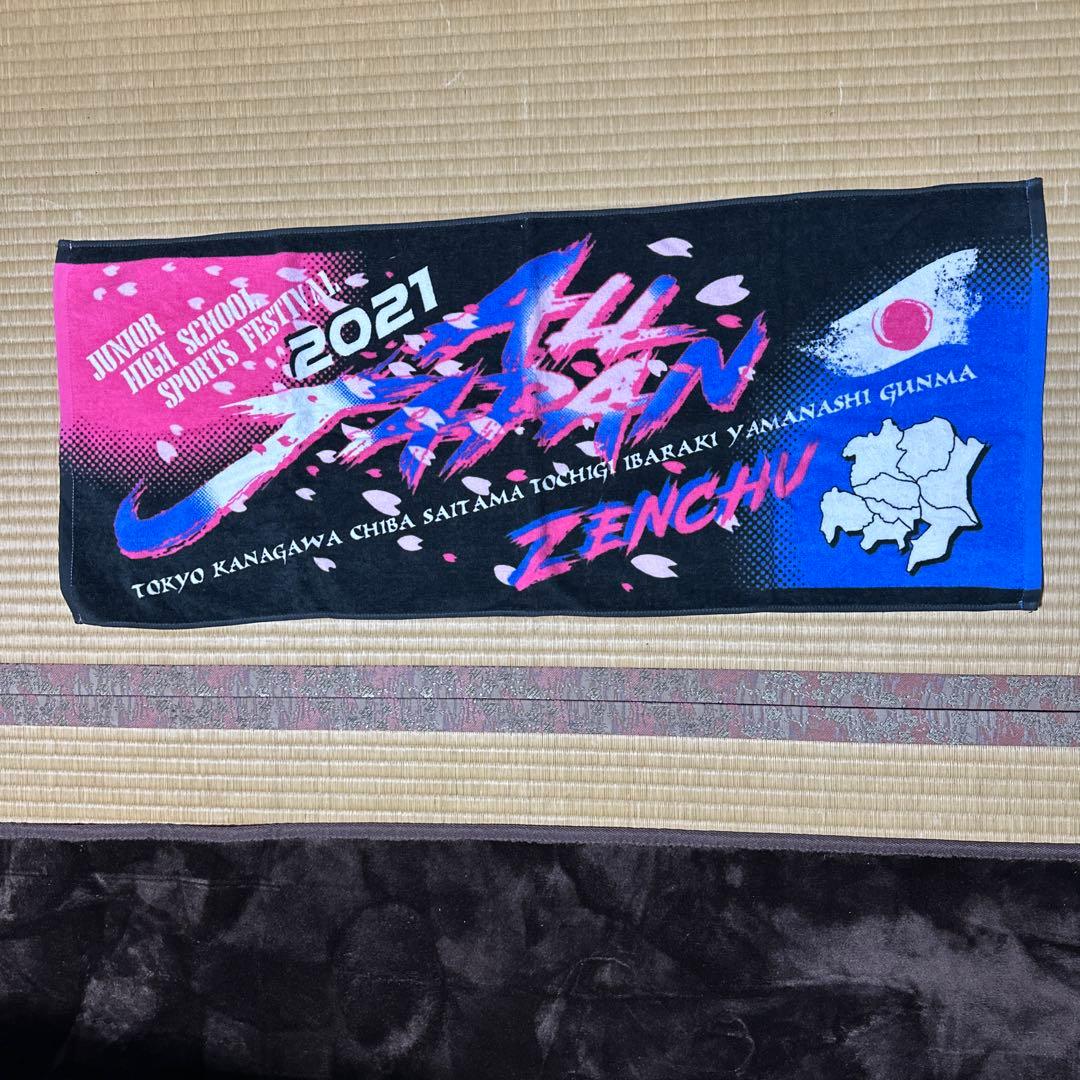 JUNIOR
HIGH SCHOOL
SPORTS FESTIVAL
2021
ALL
JAPAN
TOKYO KANAGAWA CHIBA SAITAMA TOCHIGI IBARAKI YAMANASHI GUNMA
ZENCHU